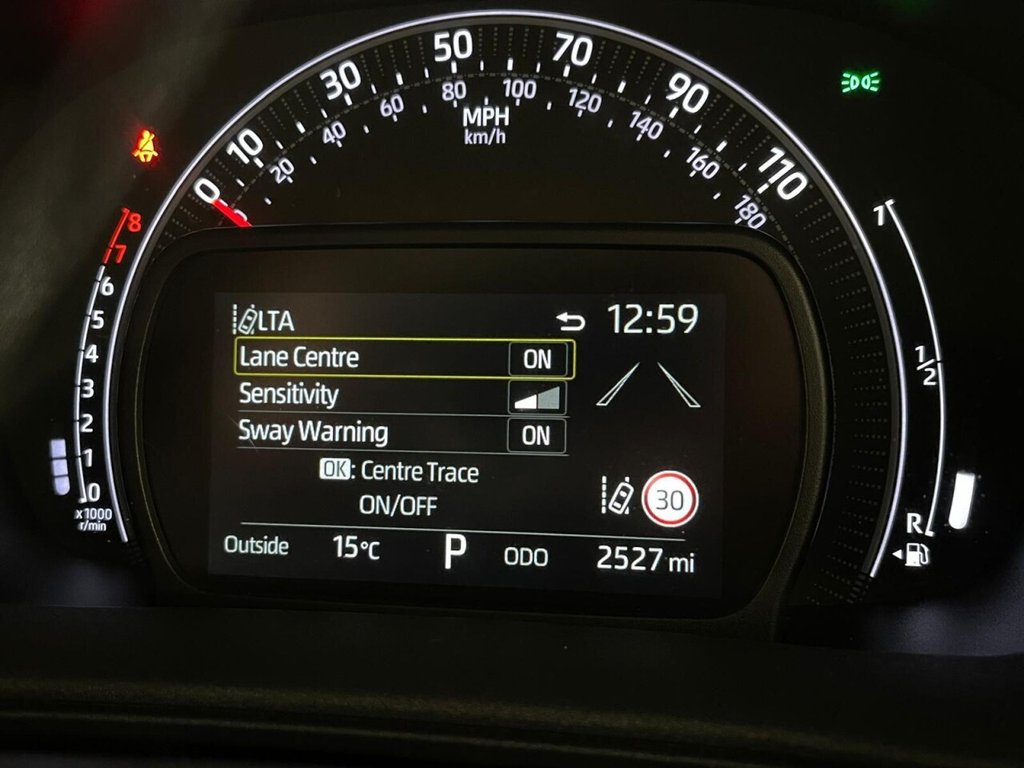 10 30 50 70 90 110
0 20 40 60 80 100 120 140 160 180
MPH
km/h
8
7
6
5
4
3
2
1
0
x1000
r/min
LTA 12:59
Lane Centre ON
Sensitivity
Sway Warning ON
OK: Centre Trace
ON/OFF
30
Outside 15°C P ODO 2527 mi
1
1/2
R